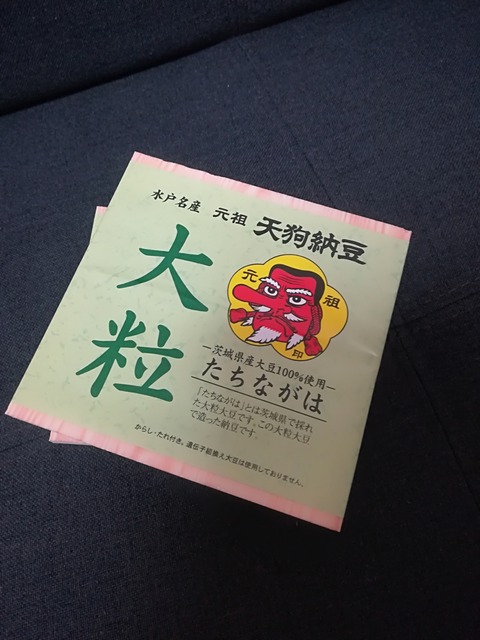 水戸名産 元祖 天狗納豆
大粒
元祖
印
―茨城県産大豆100%使用―
たちながは
「たちながは」とは茨城県で採れ
た大粒大豆です。この大粒大豆
で造った納豆です。
からし・たれ付き。遺伝子組換え大豆は使用しておりません。